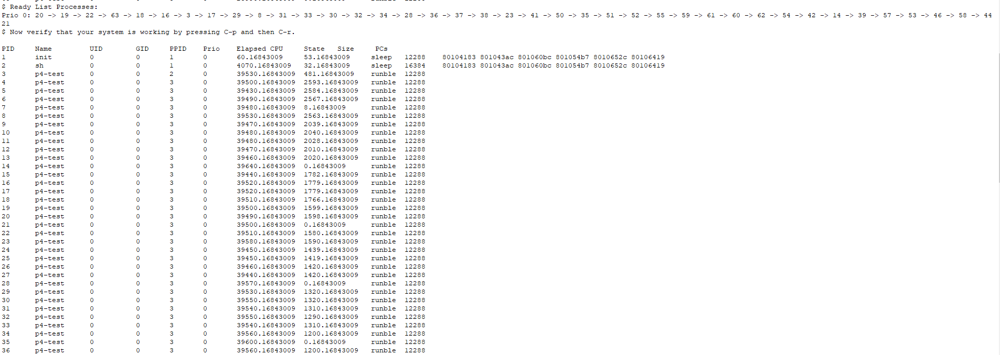 $ Ready List Processes:
Prio 0: 20 -> 19 -> 22 -> 63 -> 18 -> 16 -> 3 -> 17 -> 29 -> 8 -> 31 -> 33 -> 30 -> 32 -> 34 -> 28 -> 36 -> 37 -> 38 -> 23 -> 41 -> 50 -> 35 -> 51 -> 52 -> 55 -> 59 -> 61 -> 60 -> 62 -> 54 -> 42 -> 14 -> 39 -> 57 -> 53 -> 46 -> 58 -> 44
21
$ Now verify that your system is working by pressing C-p and then C-r.
PID Name UID GID PPID Prio Elapsed CPU State Size PCs
1 init 0 0 1 0 60.16843009 53.16843009 sleep 12288 80104183 801043ac 801060bc 801054b7 8010652c 80106419
2 sh 0 0 1 0 4070.16843009 32.16843009 sleep 16384 80104183 801043ac 801060bc 801054b7 8010652c 80106419
3 p4-test 0 0 2 0 39530.16843009 481.16843009 runble 12288
4 p4-test 0 0 3 0 39500.16843009 2593.16843009 runble 12288
5 p4-test 0 0 3 0 39430.16843009 2584.16843009 runble 12288
6 p4-test 0 0 3 0 39490.16843009 2567.16843009 runble 12288
7 p4-test 0 0 3 0 39480.16843009 8.16843009 runble 12288
8 p4-test 0 0 3 0 39530.16843009 2563.16843009 runble 12288
9 p4-test 0 0 3 0 39470.16843009 2039.16843009 runble 12288
10 p4-test 0 0 3 0 39480.16843009 2040.16843009 runble 12288
11 p4-test 0 0 3 0 39480.16843009 2028.16843009 runble 12288
12 p4-test 0 0 3 0 39470.16843009 2010.16843009 runble 12288
13 p4-test 0 0 3 0 39460.16843009 2020.16843009 runble 12288
14 p4-test 0 0 3 0 39640.16843009 0.16843009 runble 12288
15 p4-test 0 0 3 0 39440.16843009 1782.16843009 runble 12288
16 p4-test 0 0 3 0 39520.16843009 1779.16843009 runble 12288
17 p4-test 0 0 3 0 39520.16843009 1779.16843009 runble 12288
18 p4-test 0 0 3 0 39510.16843009 1766.16843009 runble 12288
19 p4-test 0 0 3 0 39500.16843009 1599.16843009 runble 12288
20 p4-test 0 0 3 0 39490.16843009 1598.16843009 runble 12288
21 p4-test 0 0 3 0 39500.16843009 0.16843009 runble 12288
22 p4-test 0 0 3 0 39510.16843009 1580.16843009 runble 12288
23 p4-test 0 0 3 0 39580.16843009 1590.16843009 runble 12288
24 p4-test 0 0 3 0 39450.16843009 1439.16843009 runble 12288
25 p4-test 0 0 3 0 39450.16843009 1419.16843009 runble 12288
26 p4-test 0 0 3 0 39460.16843009 1420.16843009 runble 12288
27 p4-test 0 0 3 0 39440.16843009 1420.16843009 runble 12288
28 p4-test 0 0 3 0 39570.16843009 0.16843009 runble 12288
29 p4-test 0 0 3 0 39530.16843009 1320.16843009 runble 12288
30 p4-test 0 0 3 0 39550.16843009 1320.16843009 runble 12288
31 p4-test 0 0 3 0 39540.16843009 1310.16843009 runble 12288
32 p4-test 0 0 3 0 39550.16843009 1290.16843009 runble 12288
33 p4-test 0 0 3 0 39540.16843009 1310.16843009 runble 12288
34 p4-test 0 0 3 0 39560.16843009 1200.16843009 runble 12288
35 p4-test 0 0 3 0 39600.16843009 0.16843009 runble 12288
36 p4-test 0 0 3 0 39560.16843009 1200.16843009 runble 12288